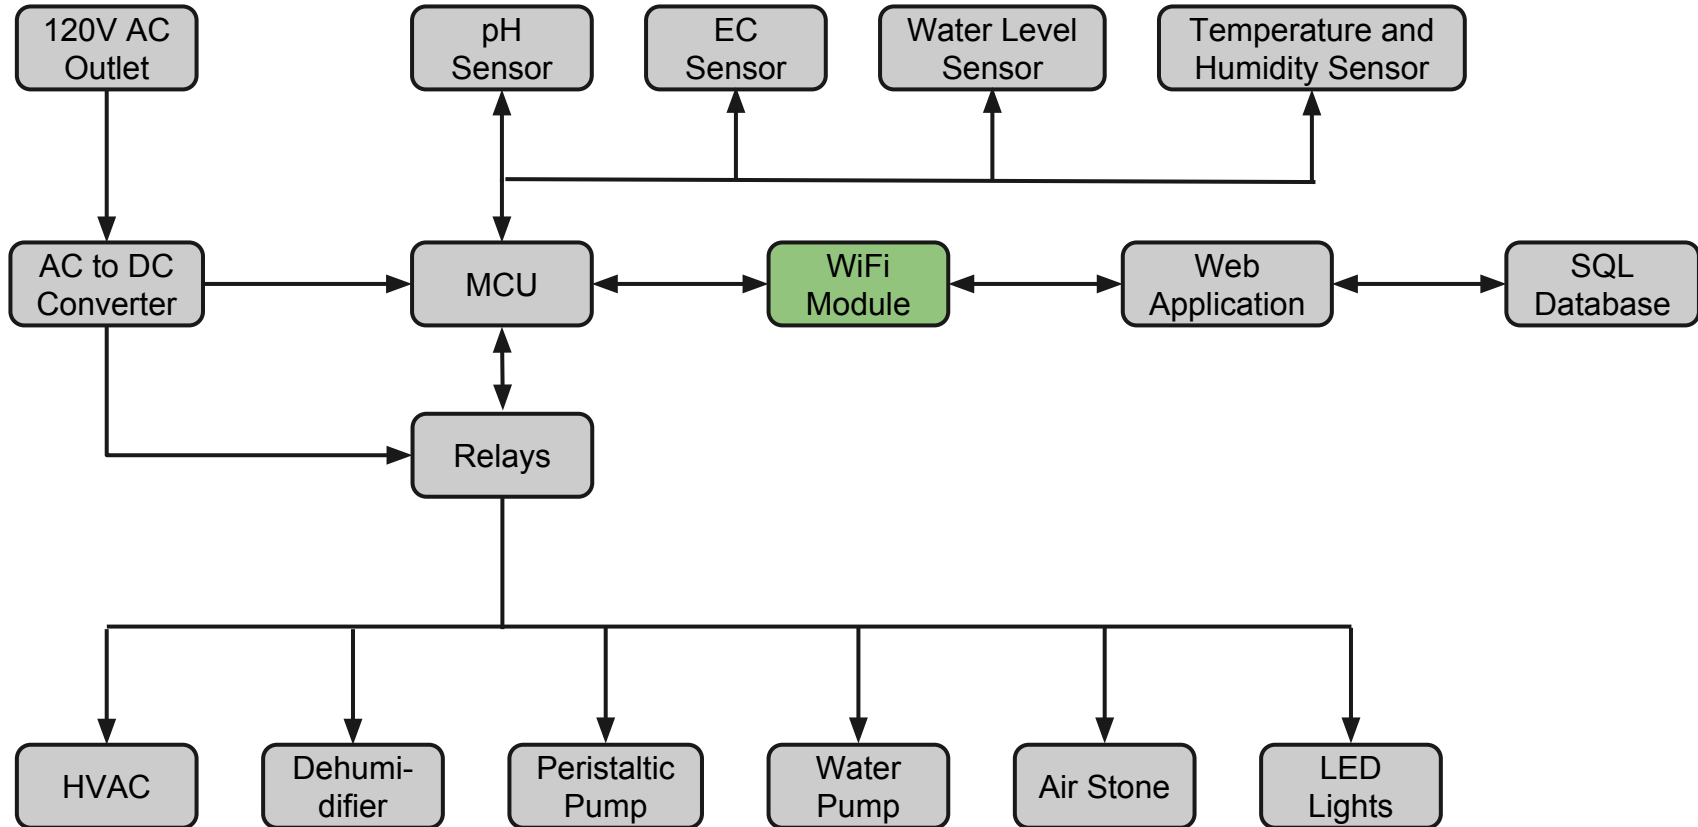 120V AC
Outlet
pH
Sensor
EC
Sensor
Water Level
Sensor
Temperature and
Humidity Sensor
AC to DC
Converter
MCU
WiFi
Module
Web
Application
SQL
Database
Relays
HVAC
Dehumi-
difier
Peristaltic
Pump
Water
Pump
Air Stone
LED
Lights